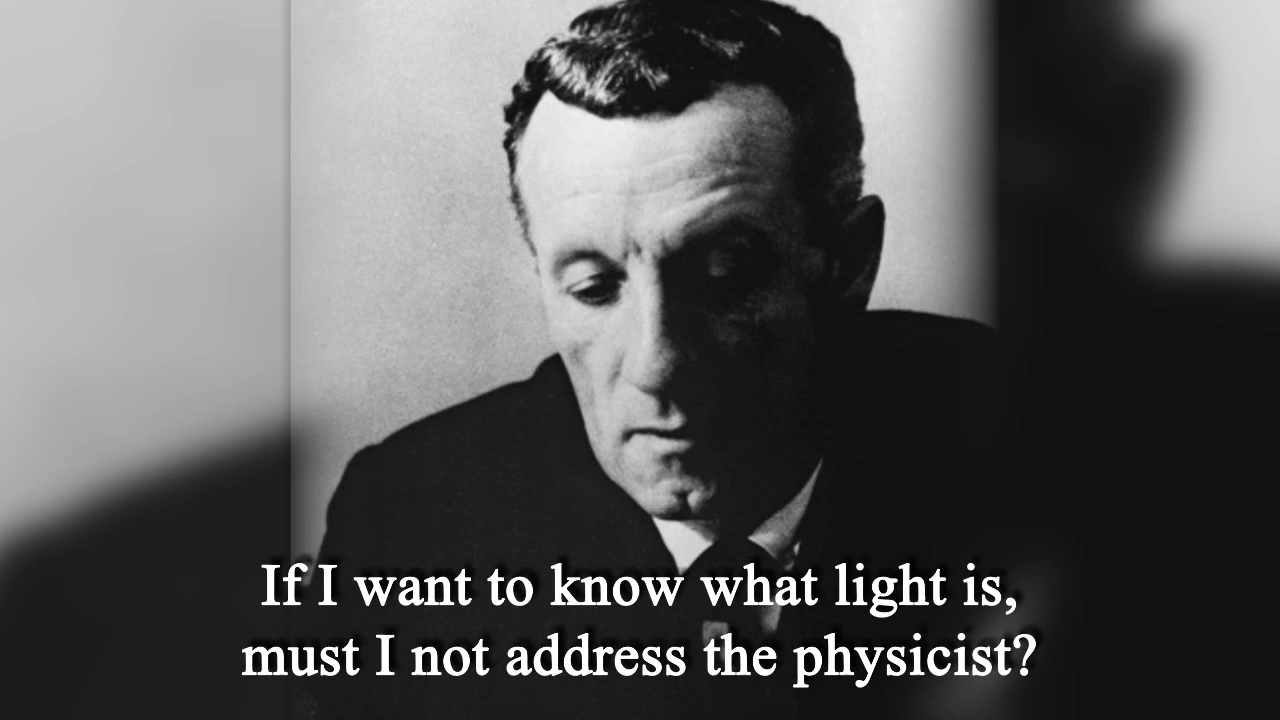 If I want to know what light is,
must I not address the physicist?